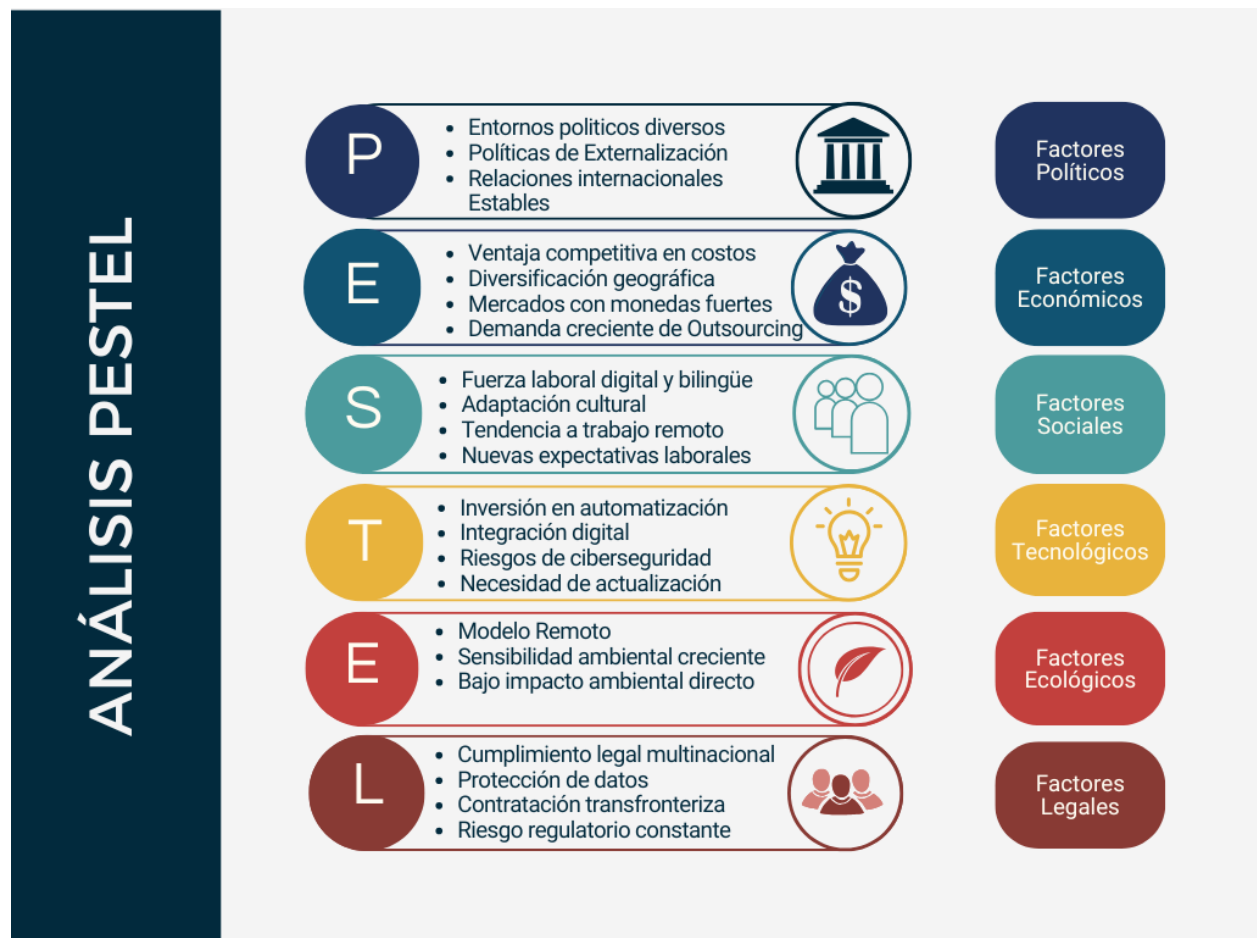 ANÁLISIS PESTEL
P
• Entornos politicos diversos
• Políticas de Externalización
• Relaciones internacionales
Estables
Factores
Políticos
E
• Ventaja competitiva en costos
• Diversificación geográfica
• Mercados con monedas fuertes
• Demanda creciente de Outsourcing
$
Factores
Económicos
S
• Fuerza laboral digital y bilingüe
• Adaptación cultural
• Tendencia a trabajo remoto
• Nuevas expectativas laborales
Factores
Sociales
T
• Inversión en automatización
• Integración digital
• Riesgos de ciberseguridad
• Necesidad de actualización
Factores
Tecnológicos
E
• Modelo Remoto
• Sensibilidad ambiental creciente
• Bajo impacto ambiental directo
Factores
Ecológicos
L
• Cumplimiento legal multinacional
• Protección de datos
• Contratación transfronteriza
• Riesgo regulatorio constante
Factores
Legales